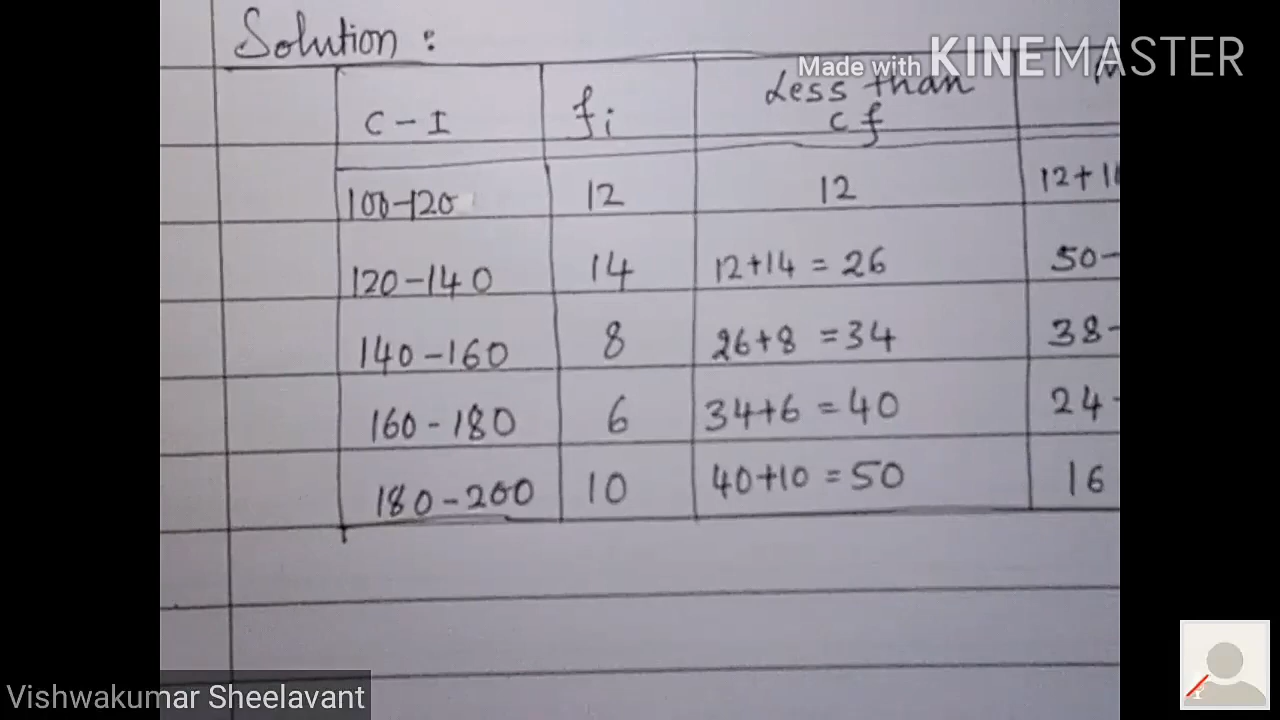 Solution :
Made with KINEMASTER
C - I fi Less than cf
100-120 12 12 12+
120-140 14 12+14 = 26 50-
140-160 8 26+8 = 34 38-
160-180 6 34+6 = 40 24
180-200 10 40+10 = 50 16
Vishwakumar Sheelavant